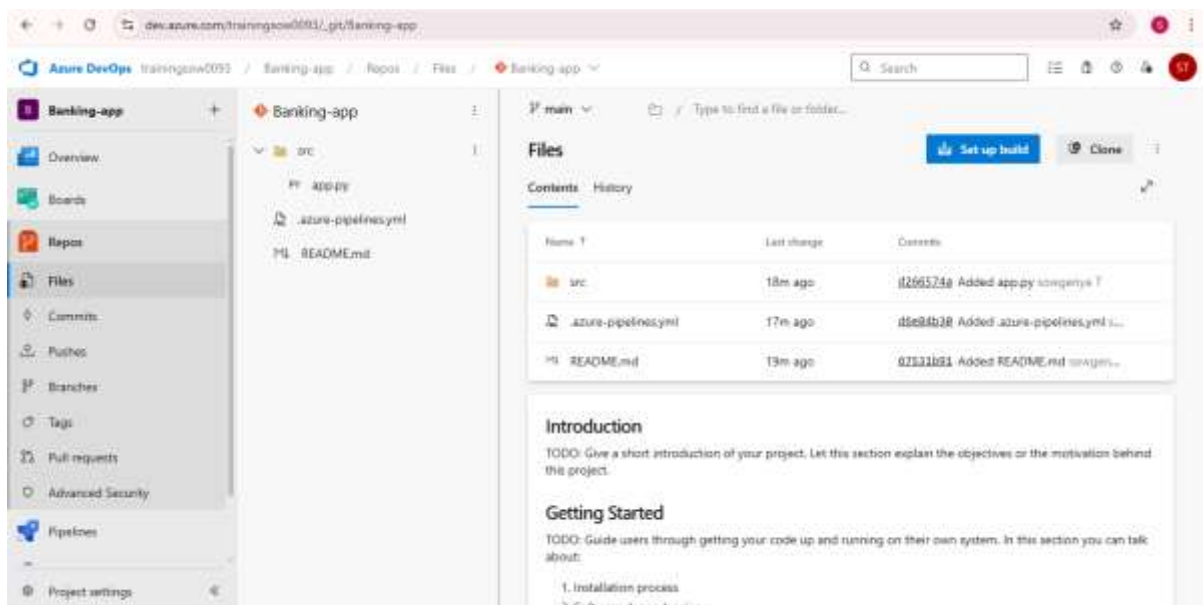 dev.azure.com/trainingsow0093/_git/Banking-app
Azure DevOps trainingsow0093 / Banking-app / Repos / Files / Banking-app
Search
ST
Banking-app
Overview
Boards
Repos
Files
Commits
Pushes
Branches
Tags
Pull requests
Advanced Security
Pipelines
Project settings
Banking-app
src
app.py
.azure-pipelines.yml
README.md
main
/ Type to find a file or folder...
Files
Set up build
Clone
Contents History
Name Last change Commits
src 18m ago d266574a Added app.py sowgenya T
.azure-pipelines.yml 17m ago Added .azure-pipelines.yml s...
README.md 19m ago 07531b91 Added README.md sowgen...
Introduction
TODO: Give a short introduction of your project. Let this section explain the objectives or the motivation behind
this project.
Getting Started
TODO: Guide users through getting your code up and running on their own system. In this section you can talk
about:
1. Installation process